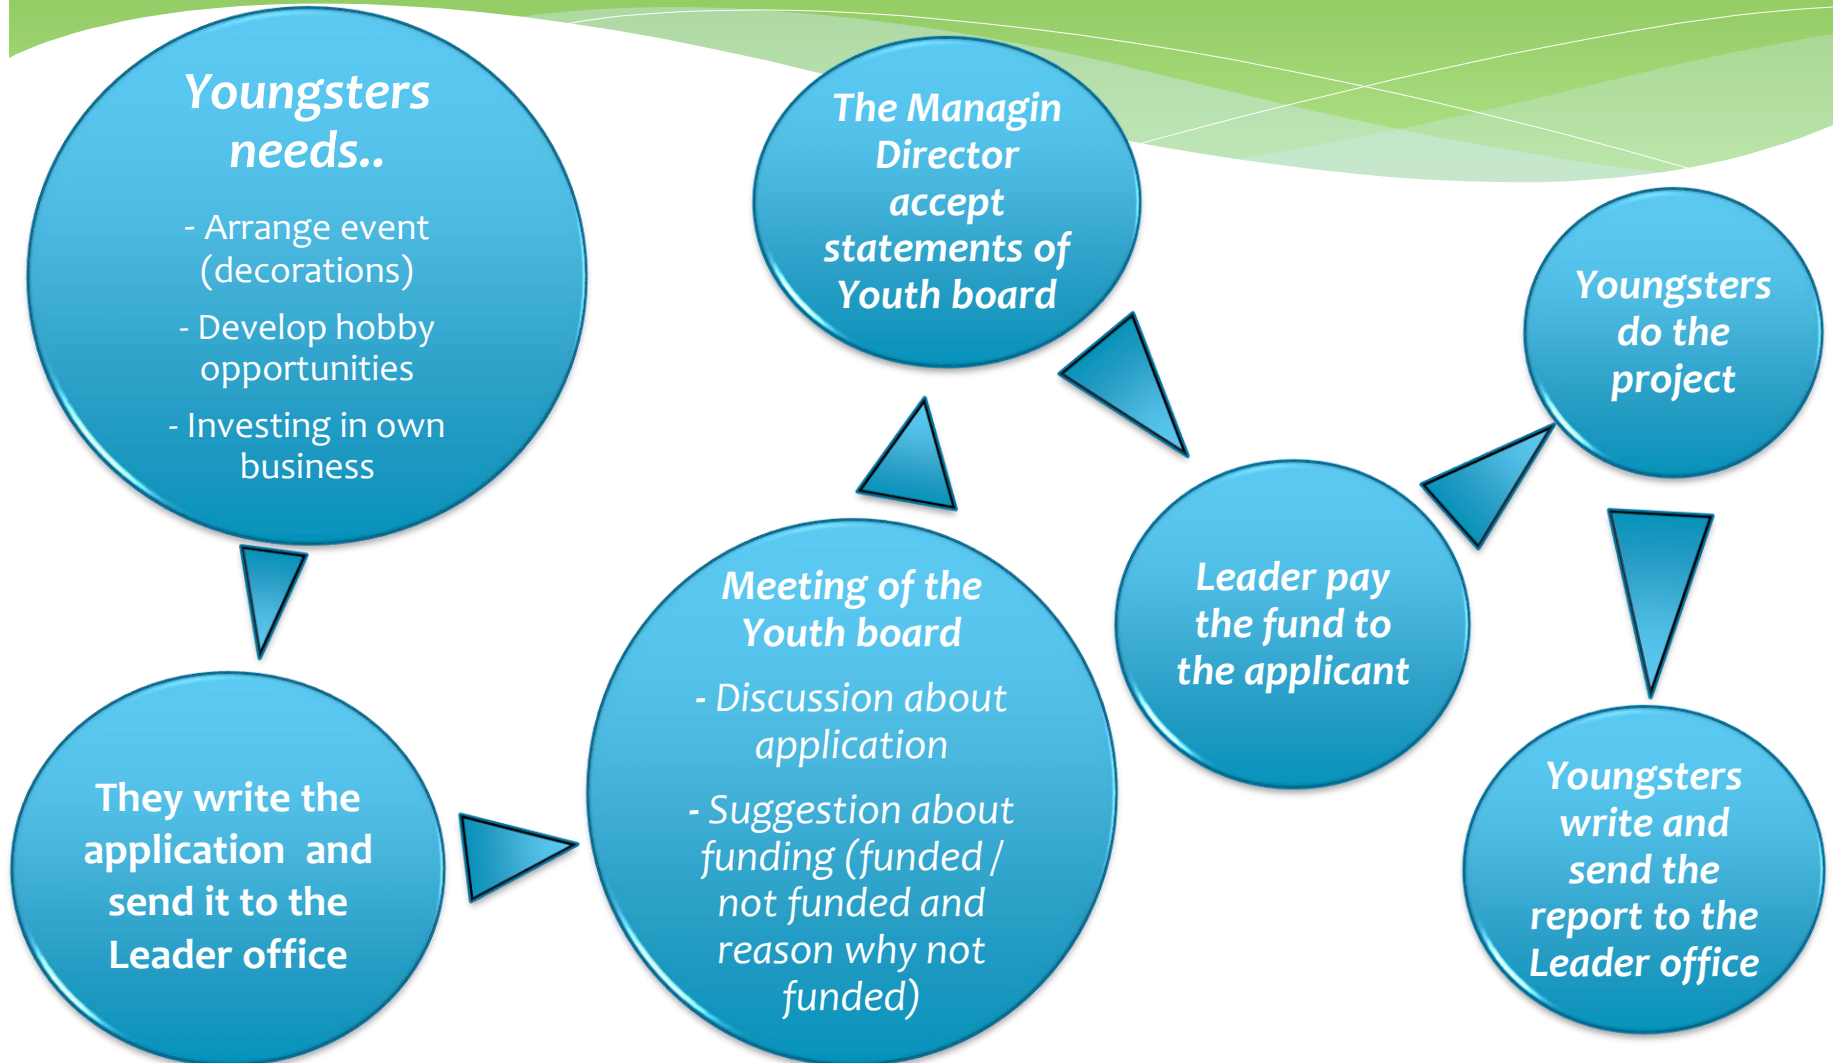 Youngsters
needs..
- Arrange event
(decorations)
- Develop hobby
opportunities
- Investing in own
business
They write the
application and
send it to the
Leader office
Meeting of the
Youth board
- Discussion about
application
- Suggestion about
funding (funded /
not funded and
reason why not
funded)
The Managin
Director
accept
statements of
Youth board
Leader pay
the fund to
the applicant
Youngsters
do the
project
Youngsters
write and
send the
report to the
Leader office